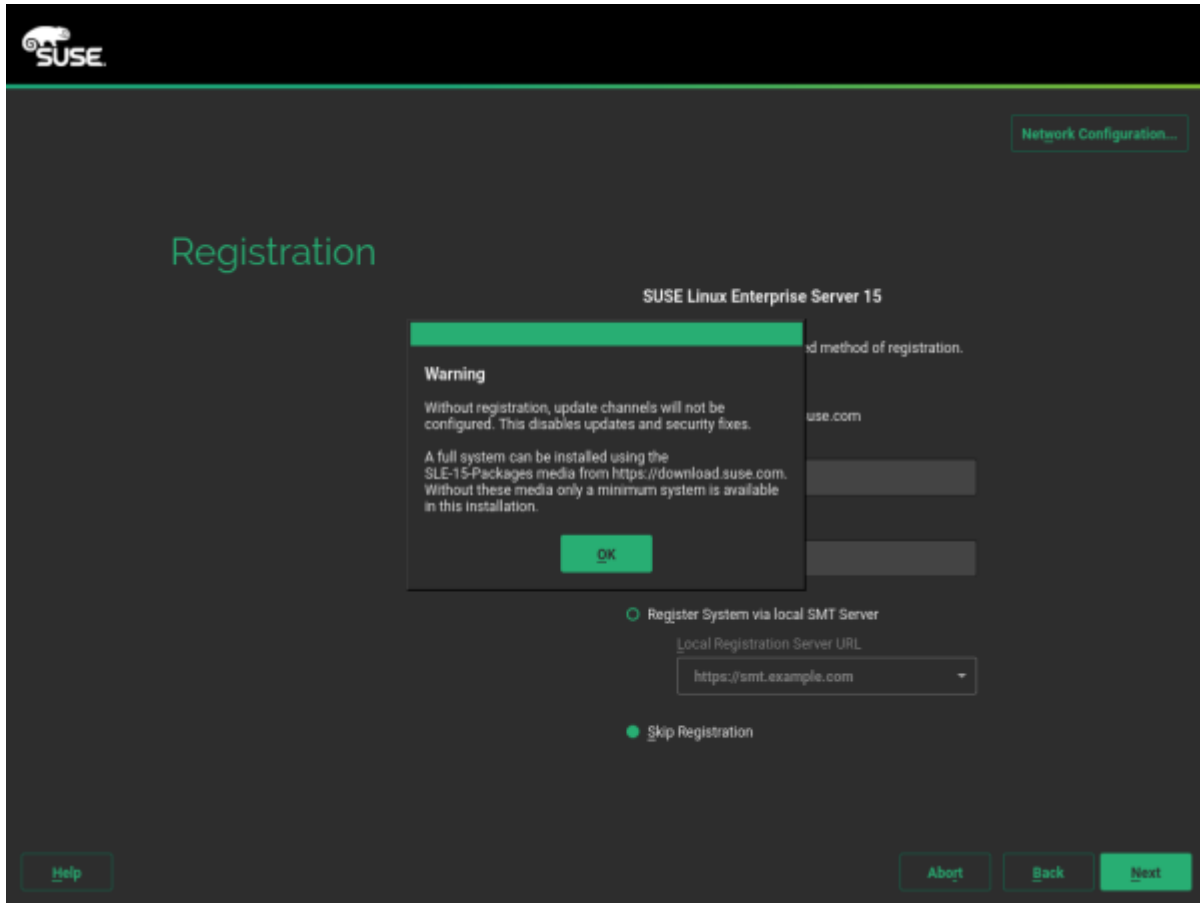 SUSE.
Network Configuration...
Registration
SUSE Linux Enterprise Server 15
method of registration.
Warning
Without registration, update channels will not be
configured. This disables updates and security fixes.
use.com
A full system can be installed using the
SLE-15-Packages media from https://download.suse.com.
Without these media only a minimum system is available
in this installation.
OK
Register System via local SMT Server
Local Registration Server URL
https://smt.example.com
Skip Registration
Help
Abort
Back
Next